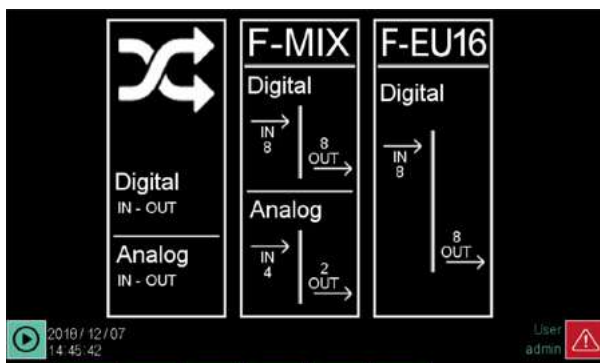 Digital
IN - OUT
Analog
IN - OUT
F-MIX
Digital
IN
8
8
OUT
Analog
IN
4
2
OUT
F-EU16
Digital
IN
8
8
OUT
2018/12/07
14:45:42
User
admin